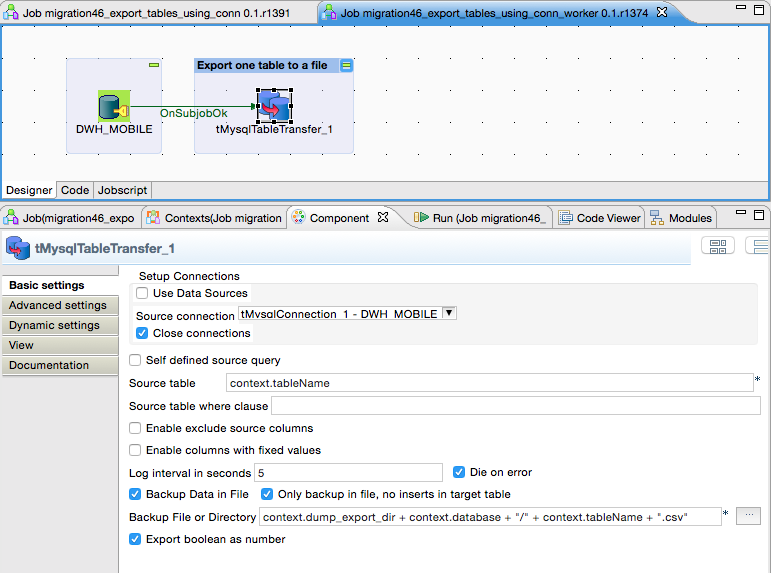 Job migration46_export_tables_using_conn 0.1.r1391 Job migration46_export_tables_using_conn_worker 0.1.r1374
Export one table to a file
OnSubjobOk
DWH_MOBILE tMysqlTableTransfer_1
Designer Code Jobscript
Job(migration46_expo Contexts(Job migration Component Run (Job migration46_ Code Viewer Modules
tMysqlTableTransfer_1
Basic settings
Advanced settings
Dynamic settings
View
Documentation
Setup Connections
Use Data Sources
Source connection tMysqlConnection_1 - DWH_MOBILE
Close connections
Self defined source query
Source table context.tableName *
Source table where clause
Enable exclude source columns
Enable columns with fixed values
Log interval in seconds 5 Die on error
Backup Data in File Only backup in file, no inserts in target table
Backup File or Directory context.dump_export_dir + context.database + "/" + context.tableName + ".csv" * ...
Export boolean as number